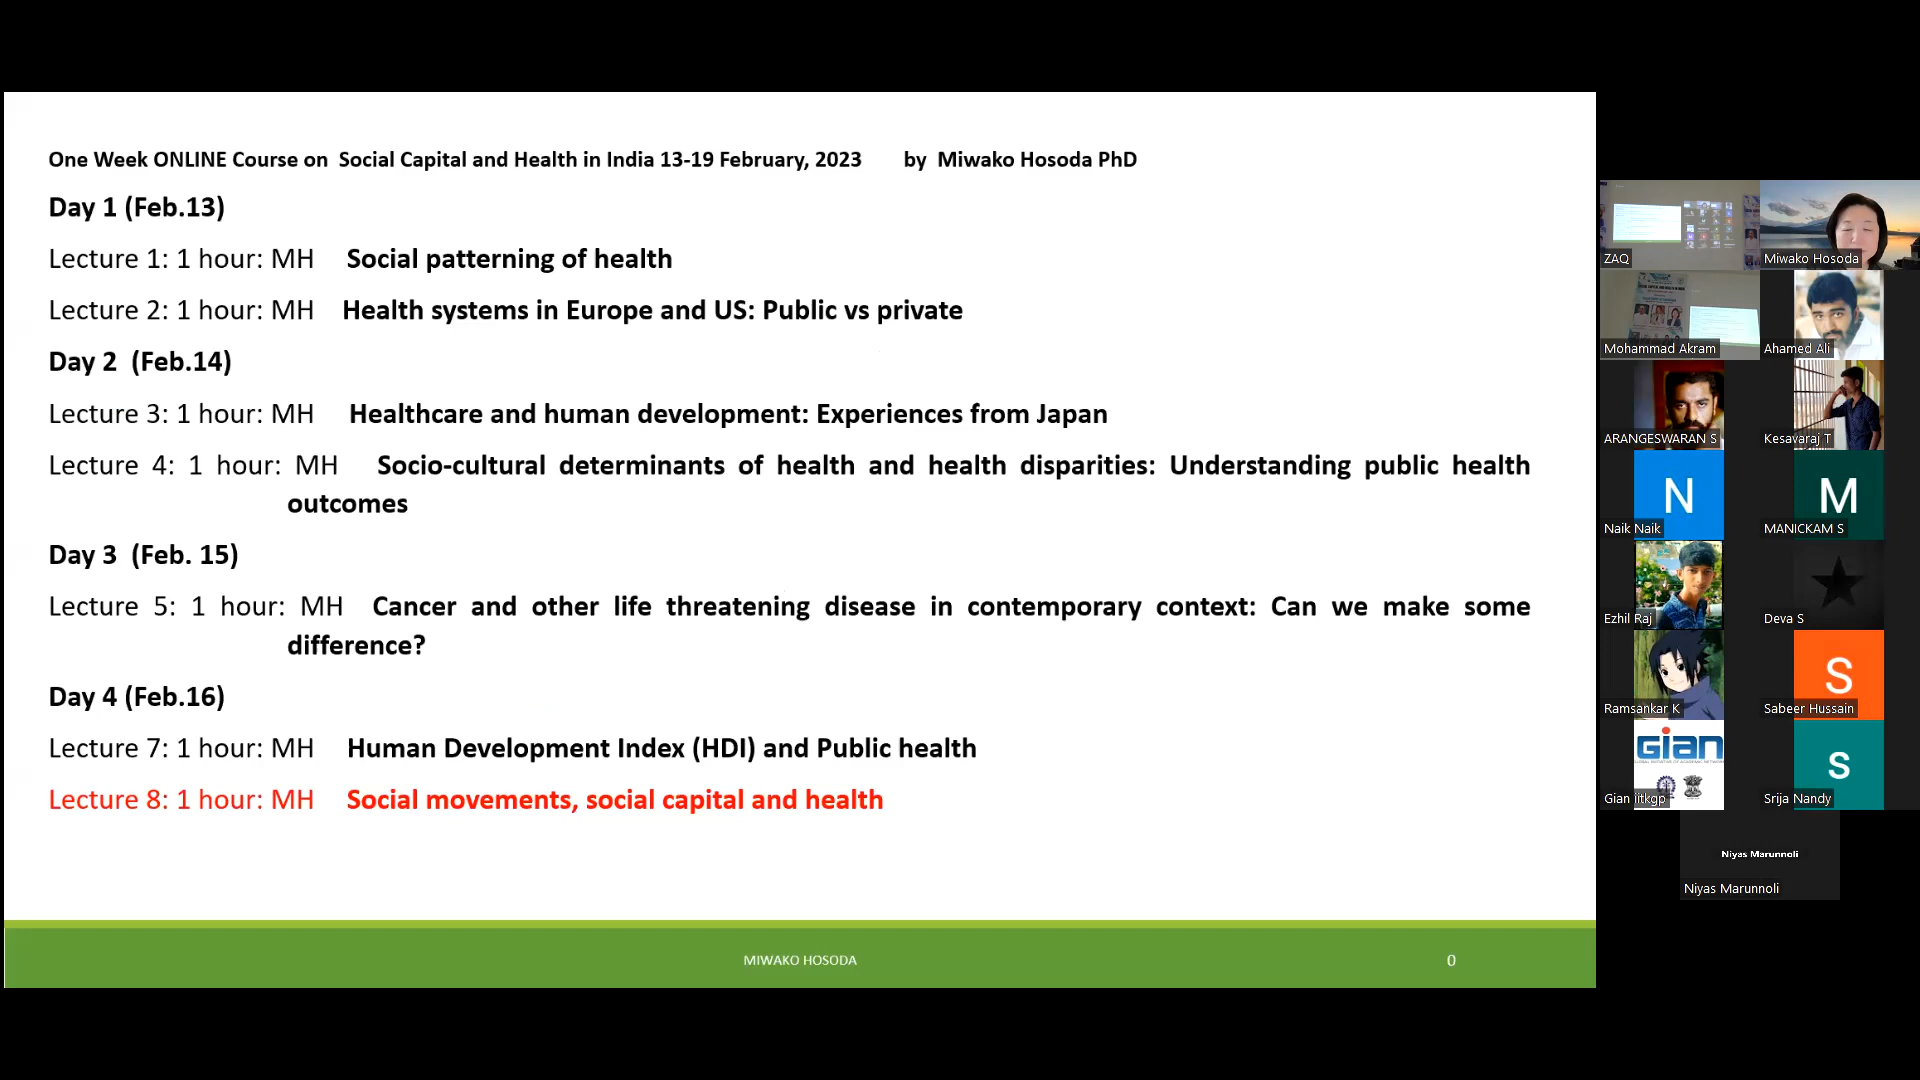 One Week ONLINE Course on Social Capital and Health in India 13-19 February, 2023 by Miwako Hosoda PhD
Day 1 (Feb.13)
Lecture 1: 1 hour: MH Social patterning of health
Lecture 2: 1 hour: MH Health systems in Europe and US: Public vs private
Day 2 (Feb.14)
Lecture 3: 1 hour: MH Healthcare and human development: Experiences from Japan
Lecture 4: 1 hour: MH Socio-cultural determinants of health and health disparities: Understanding public health
outcomes
Day 3 (Feb. 15)
Lecture 5: 1 hour: MH Cancer and other life threatening disease in contemporary context: Can we make some
difference?
Day 4 (Feb.16)
Lecture 7: 1 hour: MH Human Development Index (HDI) and Public health
Lecture 8: 1 hour: MH Social movements, social capital and health
MIWAKO HOSODA
0
ZAQ
Miwako Hosoda
Mohammad Akram
Ahamed Ali
ARANGESWARAN S
Kesavaraj T
N
Naik Naik
M
MANICKAM S
Ezhil Raj
Deva S
Ramsankar K
S
Sabeer Hussain
Gian
Gian iitkgp
s
Srija Nandy
Niyas Marunnoli
Niyas Marunnoli